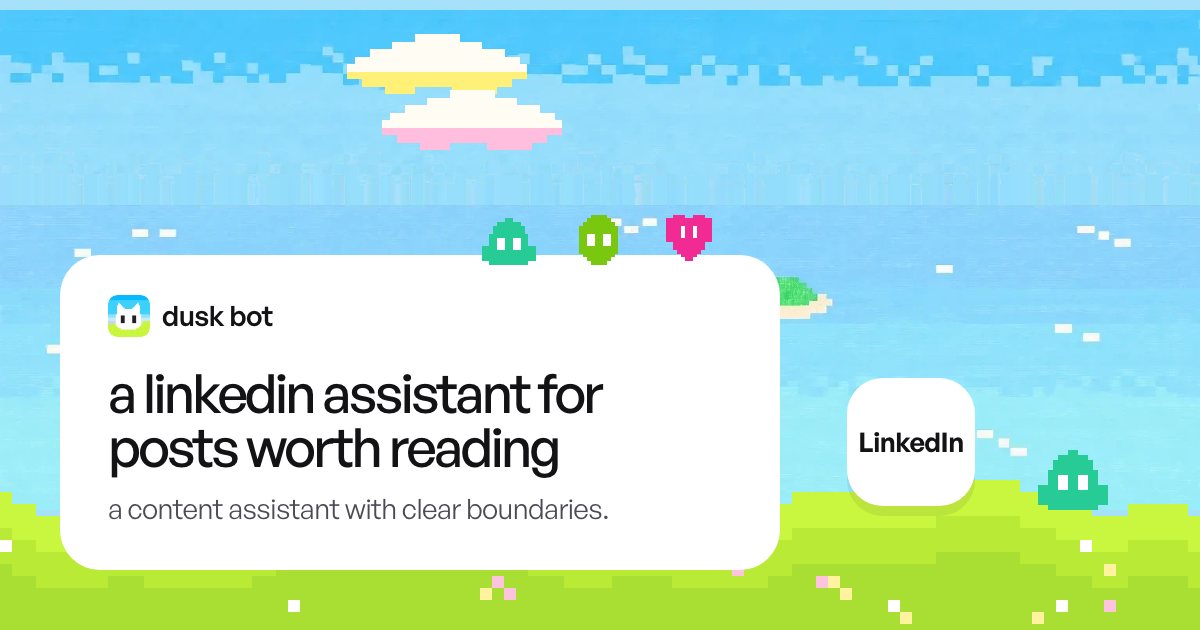 dusk bot
a linkedin assistant for
posts worth reading
a content assistant with clear boundaries.
LinkedIn